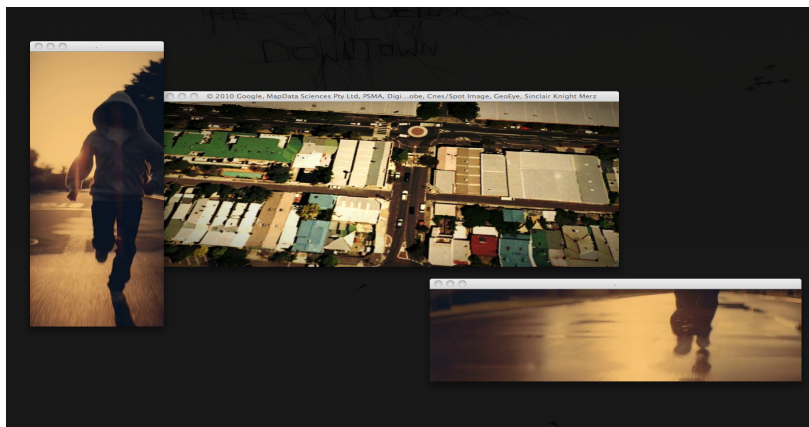 THE WILDERNESS
DOWNTOWN
© 2010 Google, MapData Sciences Pty Ltd, PSMA, Digi...obe, Cnes/Spot Image, GeoEye, Sinclair Knight Merz